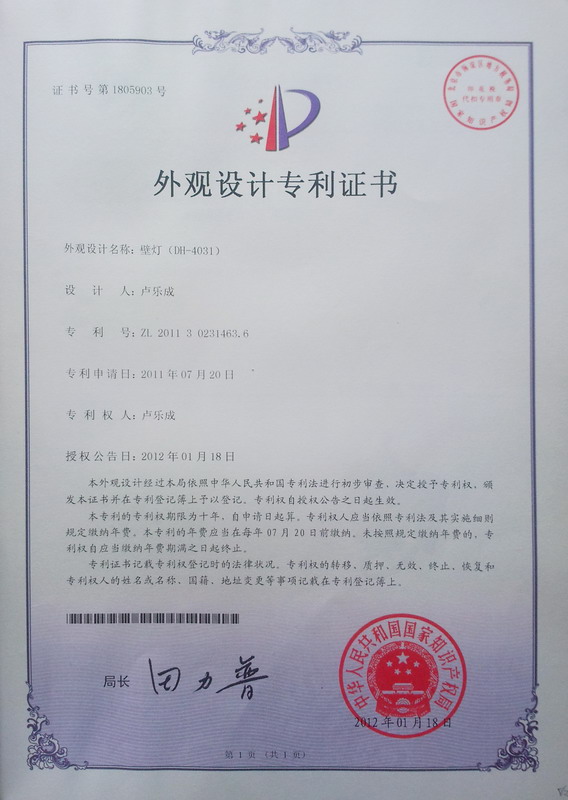 证书号第1805903号
外观设计专利证书
外观设计名称：壁灯（DH-4031）
设计人：卢乐成
专利号：ZL 2011 3 0231463.6
专利申请日：2011年07月20日
专利权人：卢乐成
授权公告日：2012年01月18日
本外观设计经过本局依照中华人民共和国专利法进行初步审查，决定授予专利权，颁
发本证书并在专利登记簿上予以登记。专利权自授权公告之日起生效。
本专利的专利权期限为十年，自申请日起算。专利权人应当依照专利法及其实施细则
规定缴纳年费。本专利的年费应当在每年07月20日前缴纳。未按照规定缴纳年费的，专
利权自应当缴纳年费期满之日起终止。
专利证书记载专利权登记时的法律状况。专利权的转移、质押、无效、终止、恢复和
专利权人的姓名或名称、国籍、地址变更等事项记载在专利登记簿上。
局长
田力普
中华人民共和国国家知识产权局
2012年01月18日
第1页（共1页）